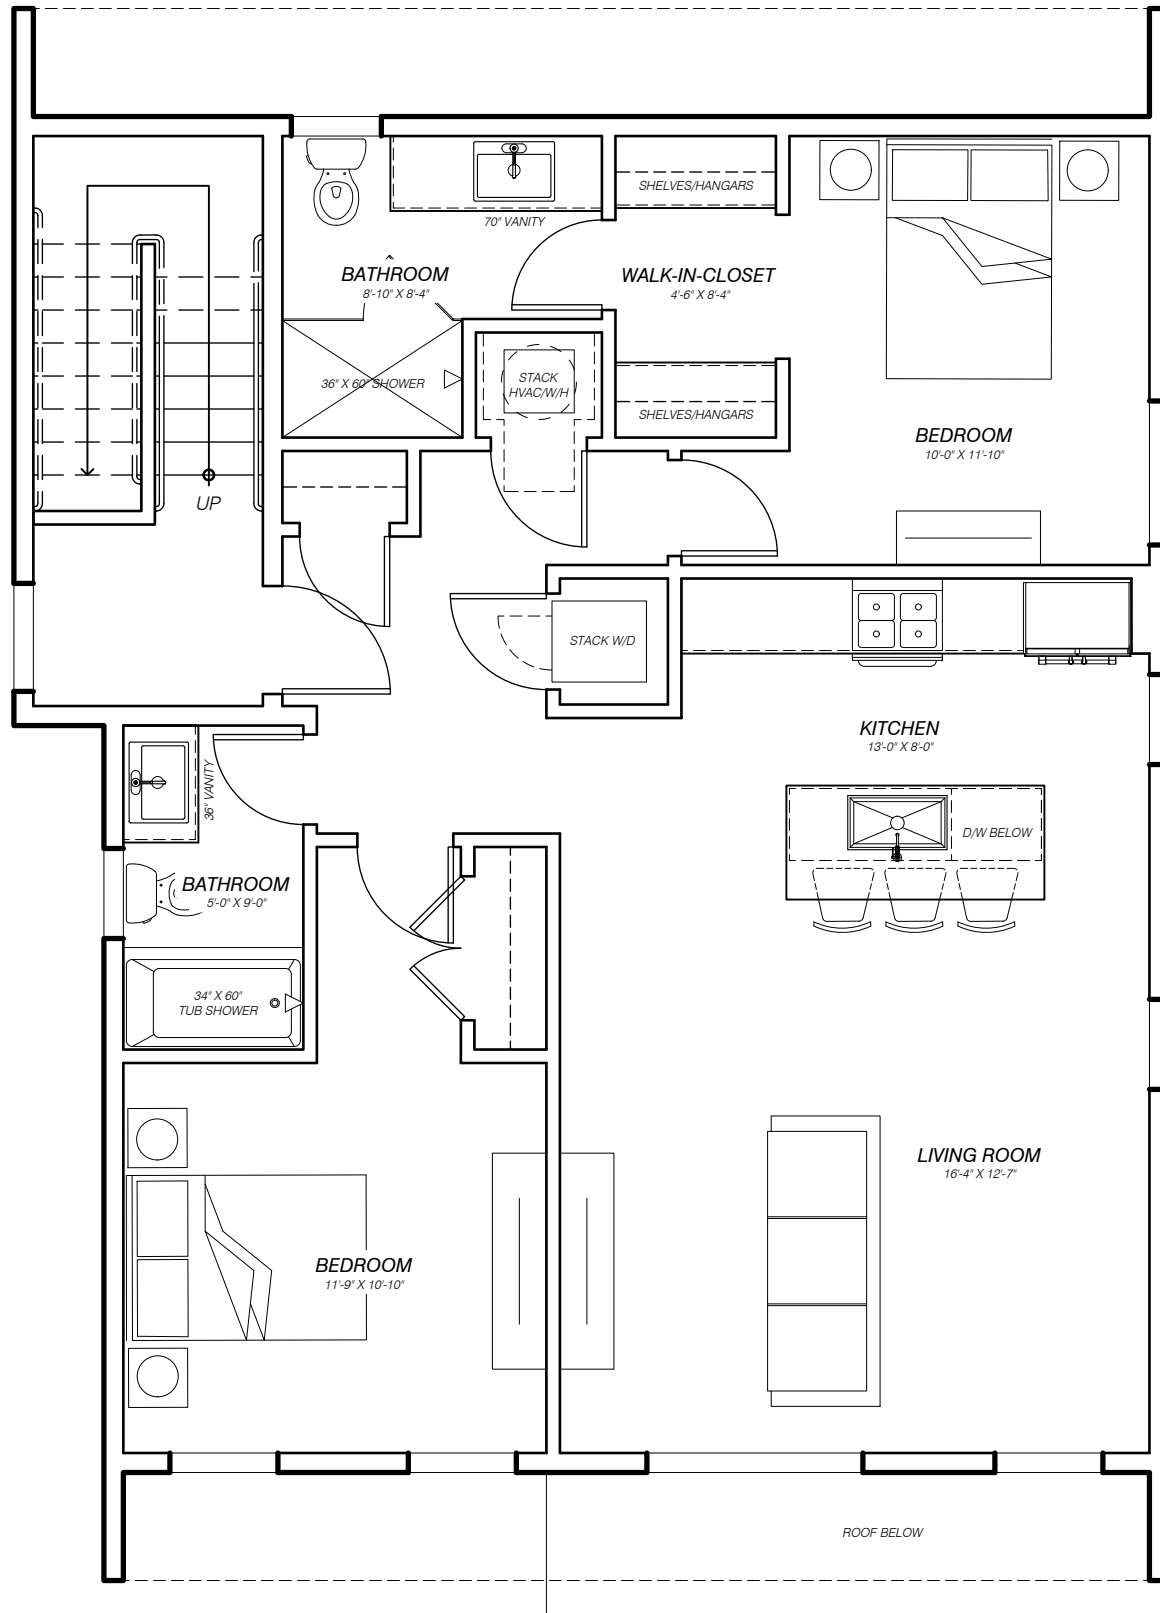 SHELVES/HANGARS
70" VANITY
BATHROOM
8'-10" X 8'-4"
WALK-IN-CLOSET
4'-6" X 8'-4"
36" X 60" SHOWER
STACK
HVAC/W/H
SHELVES/HANGARS
BEDROOM
10'-0" X 11'-10"
UP
STACK W/D
KITCHEN
13'-0" X 8'-0"
36" VANITY
D/W BELOW
BATHROOM
5'-0" X 9'-0"
34" X 60"
TUB SHOWER
LIVING ROOM
16'-4" X 12'-7"
BEDROOM
11'-9" X 10'-10"
ROOF BELOW